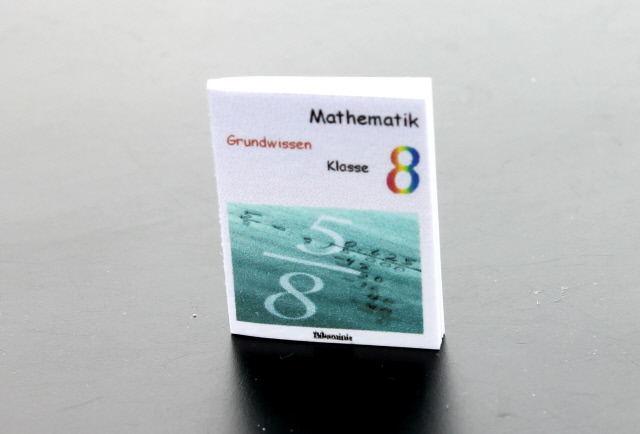 Mathematik
Grundwissen
Klasse 8
5
8